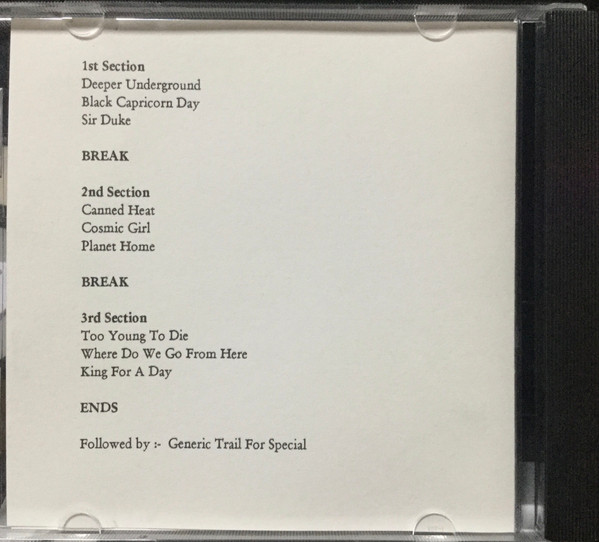 1st Section
Deeper Underground
Black Capricorn Day
Sir Duke
BREAK
2nd Section
Canned Heat
Cosmic Girl
Planet Home
BREAK
3rd Section
Too Young To Die
Where Do We Go From Here
King For A Day
ENDS
Followed by :- Generic Trail For Special